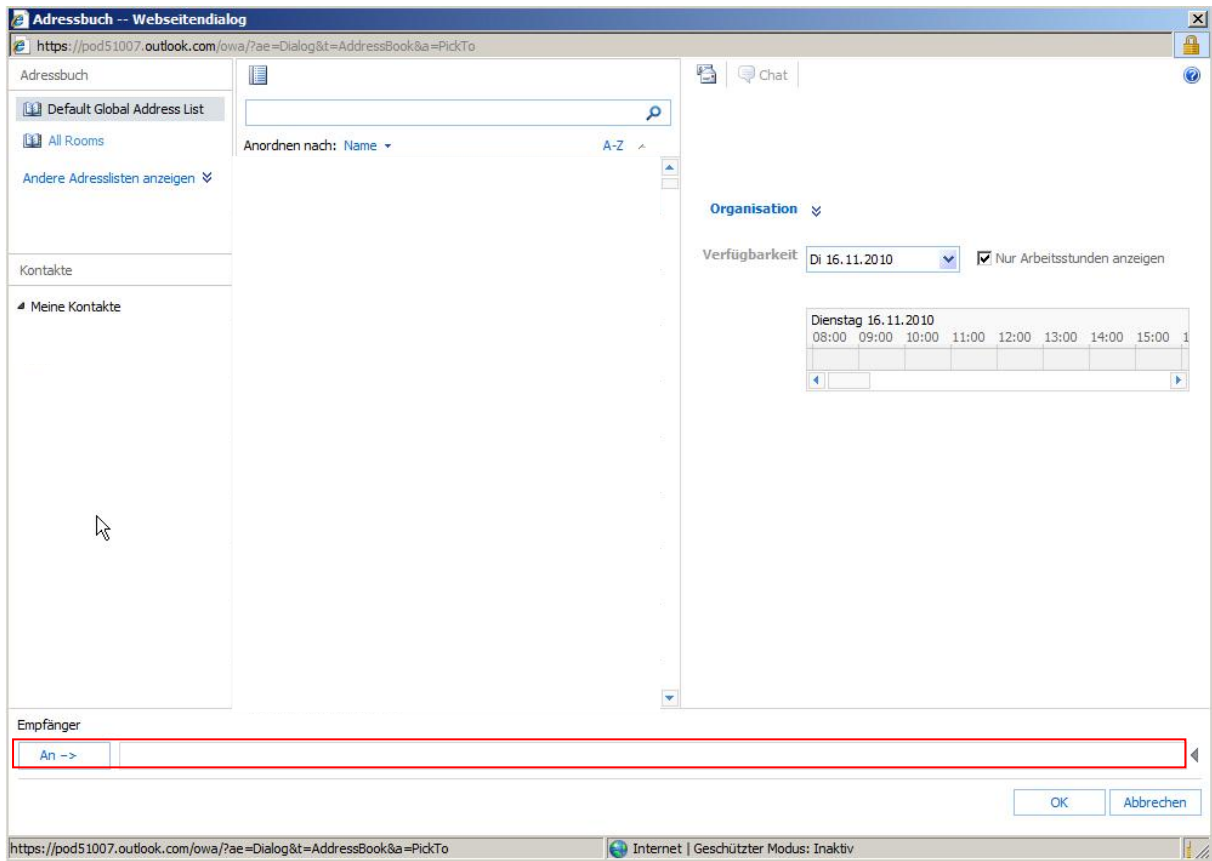 Adressbuch -- Webseitendialog
https://pod51007.outlook.com/owa/?ae=Dialog&t=AddressBook&a=PickTo
Adressbuch
Default Global Address List
All Rooms
Andere Adresslisten anzeigen
Kontakte
Meine Kontakte
Anordnen nach: Name A-Z
Chat
Organisation
Verfügbarkeit Di 16.11.2010 Nur Arbeitsstunden anzeigen
Dienstag 16.11.2010
08:00 09:00 10:00 11:00 12:00 13:00 14:00 15:00 1
Empfänger
An –>
OK Abbrechen
https://pod51007.outlook.com/owa/?ae=Dialog&t=AddressBook&a=PickTo Internet | Geschützter Modus: Inaktiv